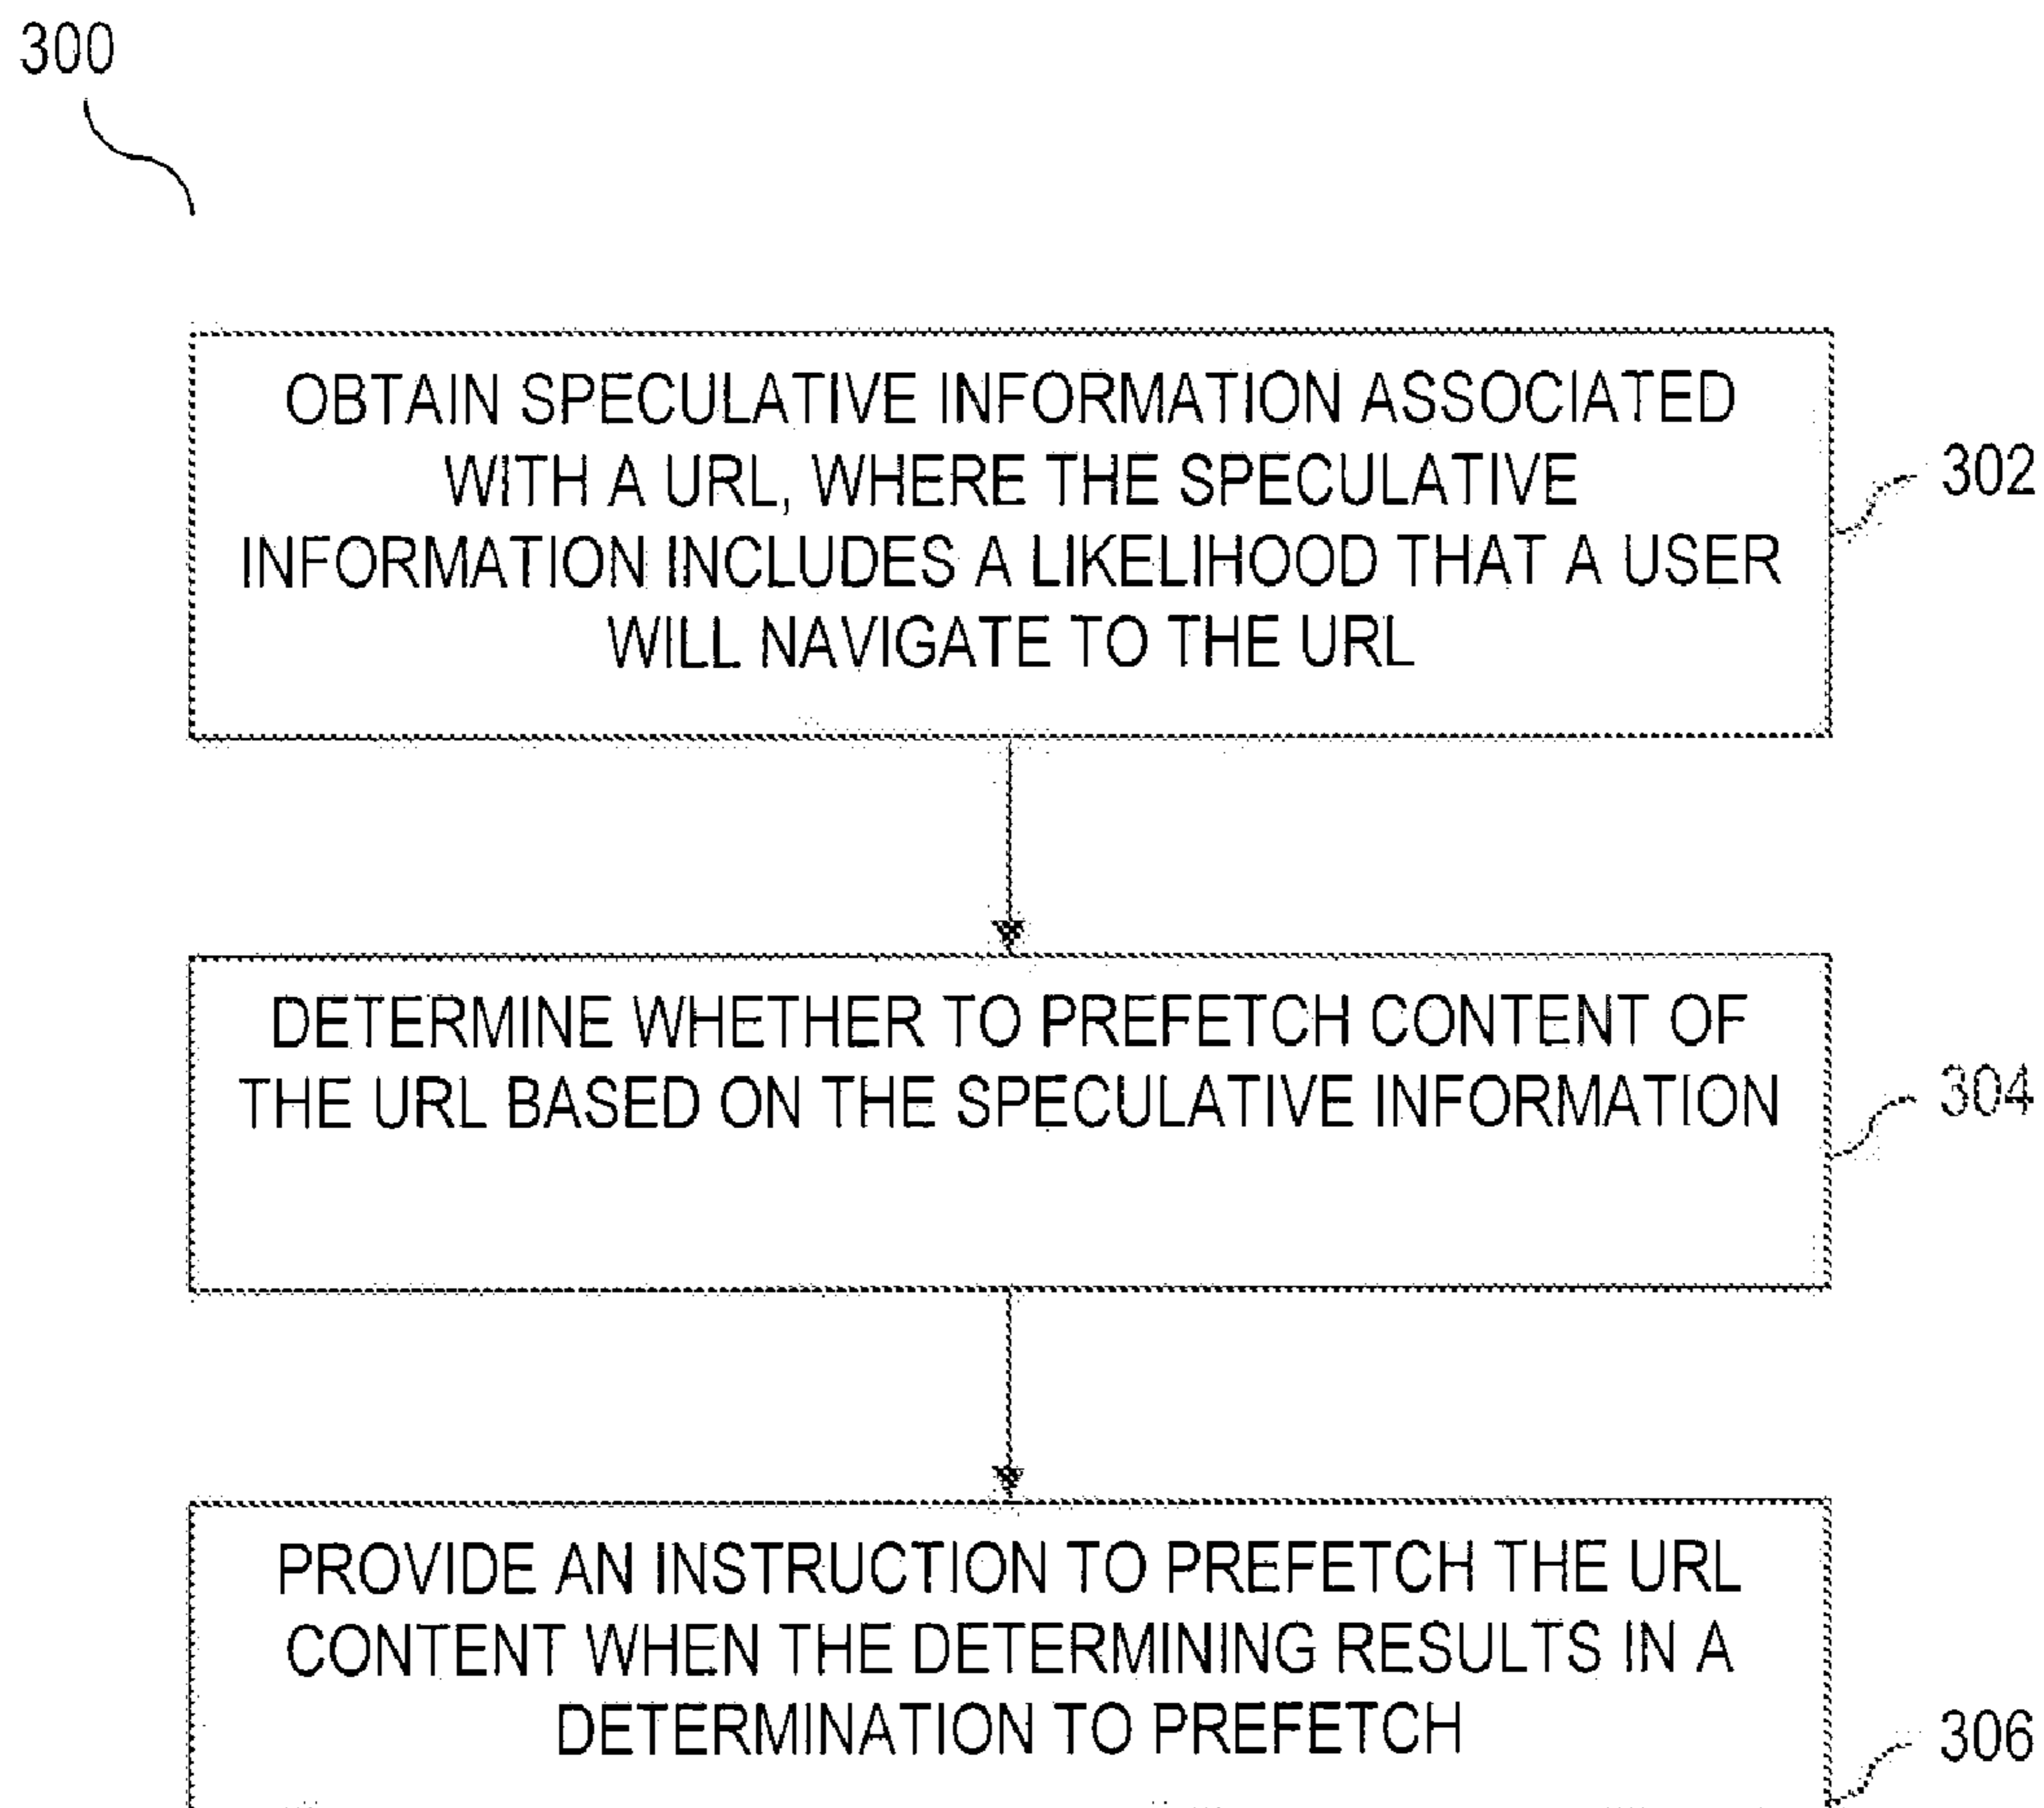 300
OBTAIN SPECULATIVE INFORMATION ASSOCIATED
WITH A URL, WHERE THE SPECULATIVE
INFORMATION INCLUDES A LIKELIHOOD THAT A USER
WILL NAVIGATE TO THE URL
302
DETERMINE WHETHER TO PREFETCH CONTENT OF
THE URL BASED ON THE SPECULATIVE INFORMATION
304
PROVIDE AN INSTRUCTION TO PREFETCH THE URL
CONTENT WHEN THE DETERMINING RESULTS IN A
DETERMINATION TO PREFETCH
306